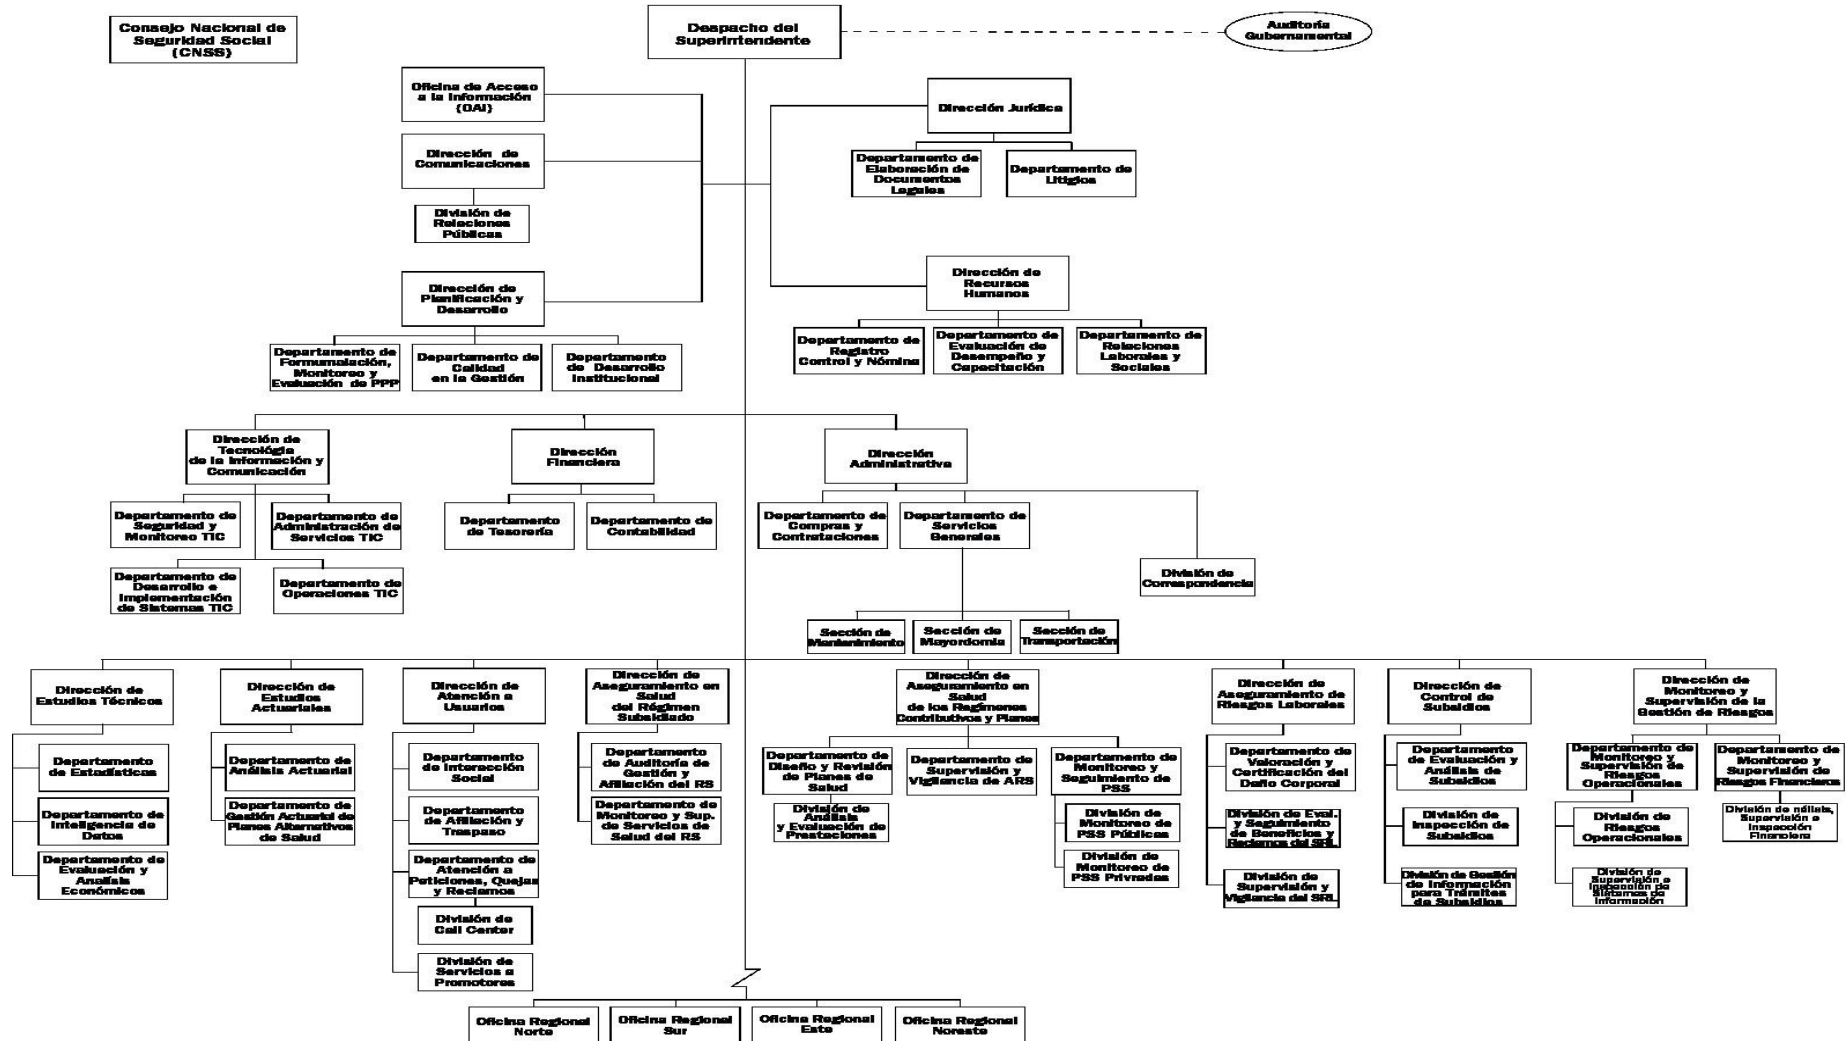 Consejo Nacional de
Seguridad Social
(CNSS)
Despacho del
Superintendente
Auditoría
Gubernamental
Oficina de Acceso
a la Información
(OAI)
Dirección Jurídica
Dirección de
Comunicaciones
Departamento de
Elaboración de
Documentos
Legales
Departamento de
Litigios
División de
Relaciones
Públicas
Dirección de
Planificación y
Desarrollo
Dirección de
Recursos
Humanos
Departamento de
Formumalación,
Monitoreo y
Evaluación de PPP
Departamento de
Calidad
en la Gestión
Departamento
de Desarrollo
Institucional
Departamento de
Registro
Control y Nómina
Departamento de
Evaluación de
Desempeño y
Capacitación
Departamento de
Relaciones
Laborales y
Sociales
Dirección de
Tecnológia
de la Información y
Comunicación
Dirección
Financiera
Dirección
Administrativa
Departamento de
Seguridad y
Monitoreo TIC
Departamento de
Administración de
Servicios TIC
Departamento
de Tesorería
Departamento de
Contabilidad
Departamento de
Compras y
Contrataciones
Departamento de
Servicios
Generales
División de
Correspondencia
Departamento de
Desarrollo e
Implementación
de Sistemas TIC
Departamento de
Operaciones TIC
Sección de
Mantenimiento
Sección de
Mayordomía
Sección de
Transportación
Dirección de
Estudios Técnicos
Dirección de
Estudios
Actuariales
Dirección de
Atención a
Usuarios
Dirección de
Aseguramiento en
Salud
del Régimen
Subsidiado
Dirección de
Aseguramiento en
Salud
de los Regímenes
Contributivos y Planes
Dirección de
Aseguramiento de
Riesgos Laborales
Dirección de
Control de
Subsidios
Dirección de
Monitoreo y
Supervisión de la
Gestión de Riesgos
Departamento
de Estadísticas
Departamento de
Inteligencia de
Datos
Departamento de
Evaluación y
Analísis
Económicos
Departamento de
Análisis Actuarial
Departamento de
Gestión Actuarial de
Planes Alternativos
de Salud
Departamento
de Interacción
Social
Departamento
de Afiliación y
Traspaso
Departamento de
Atención a
Peticiones, Quejas
y Reclamos
División de
Call Center
División de
Servicios a
Promotores
Departamento
de Auditoría de
Gestión y
Afiliación del RS
Departamento de
Monitoreo y Sup.
de Servicios de
Salud del RS
Departamento de
Diseño y Revisión
de Planes de
Salud
División de
Análisis
y Evaluación de
Prestaciones
Departamento de
Supervisión y
Vigilancia de ARS
Departamento de
Monitoreo y
Seguimiento de
PSS
División de
Monitoreo de
PSS Públicas
División de
Monitoreo de
PSS Privradas
Departamento de
Valoración y
Certificación del
Daño Corporal
División de Eval.
y Seguimiento
de Beneficios y
Reclamos del SRL
División de
Supervisión y
Vigilancia del SRL
Departamento
de Evaluación y
Análisis de Subsidios
División de
Inspección de
Subsidios
División de Gestión
de Información
para Trámites
de Subsidios
Departamento de
Monitoreo y
Supervisión de
Riesgos
Operacionales
División de
Riesgos
Operacionales
División de
Supervisión e
Inspección de
Sistemas de
Información
Departamento de
Monitoreo y
Supervisión de
Riesgos Financieros
División de nálisis,
Supervisión e
Inspección
Financiera
Oficina Regional
Norte
Oficina Regional
Sur
Oficina Regional
Este
Oficina Regional
Noreste